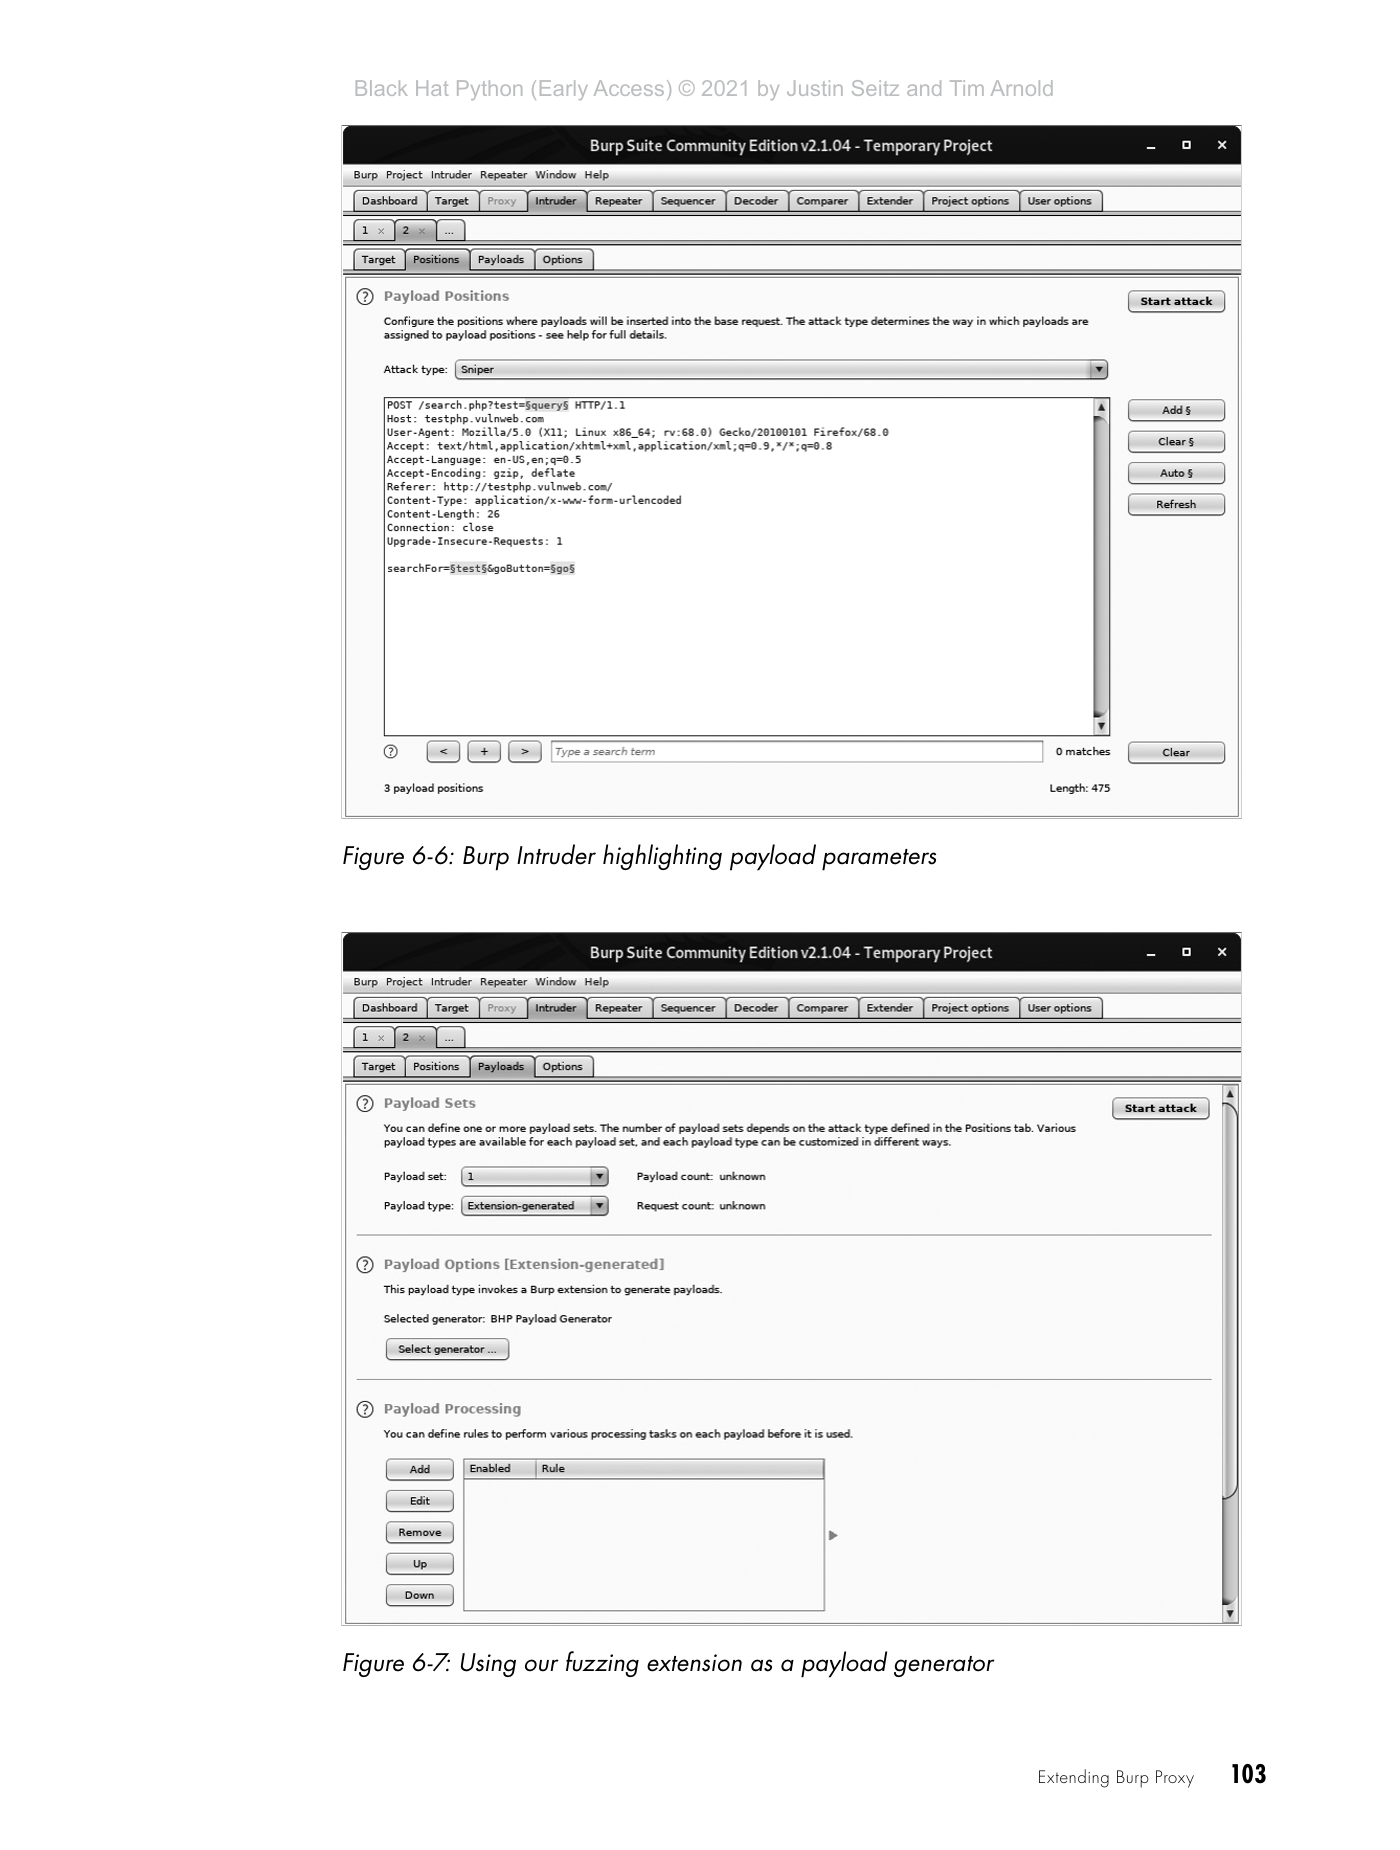 Black Hat Python (Early Access) © 2021 by Justin Seitz and Tim Arnold
Burp Suite Community Edition v2.1.04 - Temporary Project
Burp Project Intruder Repeater Window Help
Dashboard Target Proxy Intruder Repeater Sequencer Decoder Comparer Extender Project options User options
1 × 2 × ...
Target Positions Payloads Options
? Payload Positions
Start attack
Configure the positions where payloads will be inserted into the base request. The attack type determines the way in which payloads are
assigned to payload positions - see help for full details.
Attack type: Sniper
POST /search.php?test=§query§ HTTP/1.1
Host: testphp.vulnweb.com
User-Agent: Mozilla/5.0 (X11; Linux x86_64; rv:68.0) Gecko/20100101 Firefox/68.0
Accept: text/html,application/xhtml+xml,application/xml;q=0.9,*/*;q=0.8
Accept-Language: en-US,en;q=0.5
Accept-Encoding: gzip, deflate
Referer: http://testphp.vulnweb.com/
Content-Type: application/x-www-form-urlencoded
Content-Length: 26
Connection: close
Upgrade-Insecure-Requests: 1
searchFor=§test§&goButton=§go§
Add §
Clear §
Auto §
Refresh
? < + > Type a search term 0 matches Clear
3 payload positions Length: 475
Figure 6-6: Burp Intruder highlighting payload parameters
Burp Suite Community Edition v2.1.04 - Temporary Project
Burp Project Intruder Repeater Window Help
Dashboard Target Proxy Intruder Repeater Sequencer Decoder Comparer Extender Project options User options
1 × 2 × ...
Target Positions Payloads Options
? Payload Sets
Start attack
You can define one or more payload sets. The number of payload sets depends on the attack type defined in the Positions tab. Various
payload types are available for each payload set, and each payload type can be customized in different ways.
Payload set: 1 Payload count: unknown
Payload type: Extension-generated Request count: unknown
? Payload Options [Extension-generated]
This payload type invokes a Burp extension to generate payloads.
Selected generator: BHP Payload Generator
Select generator ...
? Payload Processing
You can define rules to perform various processing tasks on each payload before it is used.
Add Enabled Rule
Edit
Remove
Up
Down
Figure 6-7: Using our fuzzing extension as a payload generator
Extending Burp Proxy 103